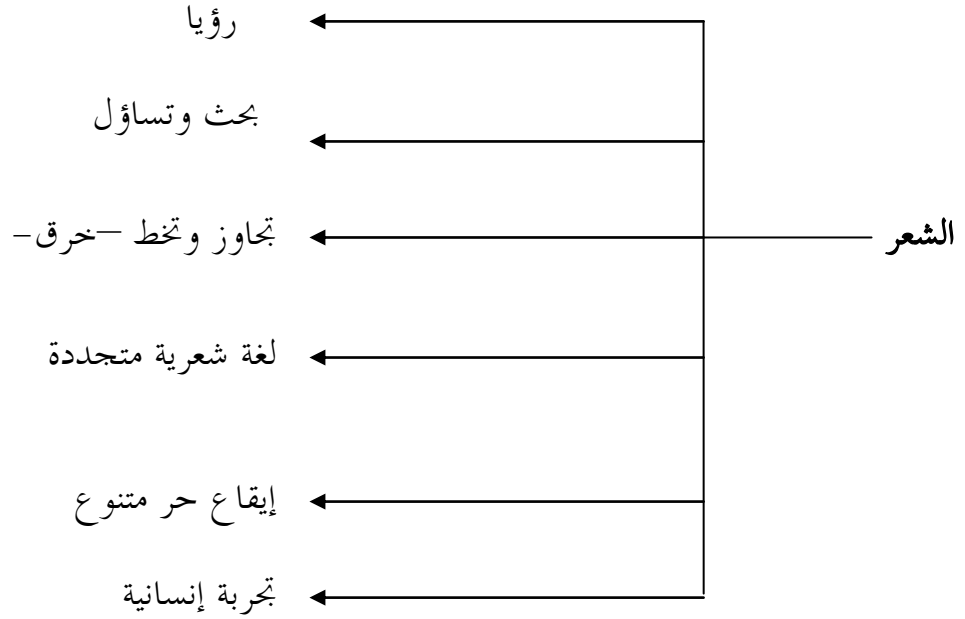 رؤيا
بحث وتساؤل
الشعر
تجاوز وتخط –خرق–
لغة شعرية متجددة
إيقاع حر متنوع
تجربة إنسانية